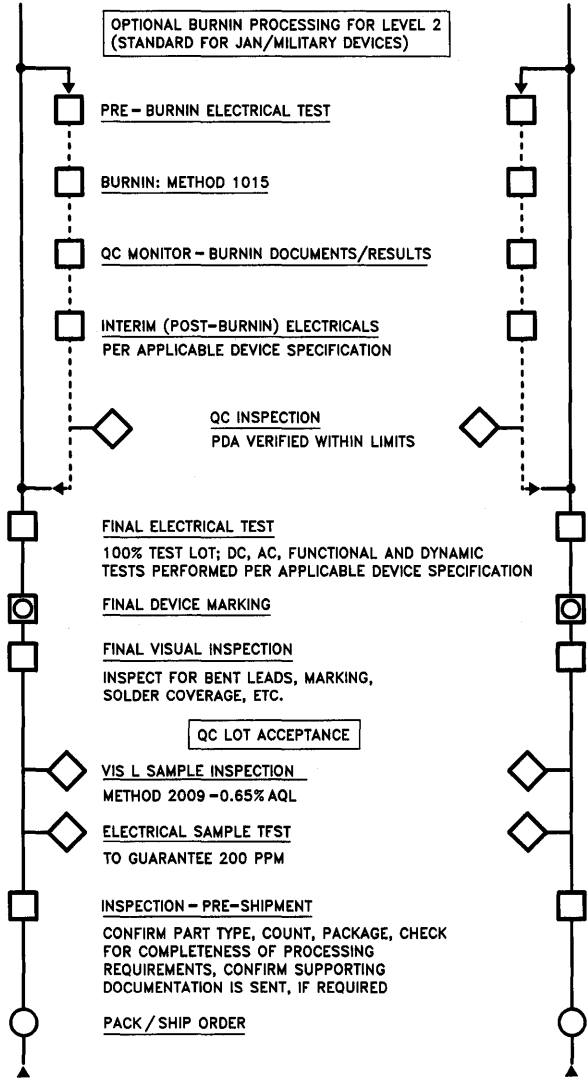 OPTIONAL BURNIN PROCESSING FOR LEVEL 2
(STANDARD FOR JAN/MILITARY DEVICES)
PRE-BURNIN ELECTRICAL TEST
BURNIN: METHOD 1015
QC MONITOR-BURNIN DOCUMENTS/RESULTS
INTERIM (POST-BURNIN) ELECTRICALS
PER APPLICABLE DEVICE SPECIFICATION
QC INSPECTION
PDA VERIFIED WITHIN LIMITS
FINAL ELECTRICAL TEST
100% TEST LOT; DC, AC, FUNCTIONAL AND DYNAMIC
TESTS PERFORMED PER APPLICABLE DEVICE SPECIFICATION
FINAL DEVICE MARKING
FINAL VISUAL INSPECTION
INSPECT FOR BENT LEADS, MARKING,
SOLDER COVERAGE, ETC.
QC LOT ACCEPTANCE
VIS L SAMPLE INSPECTION
METHOD 2009-0.65% AQL
ELECTRICAL SAMPLE TFST
TO GUARANTEE 200 PPM
INSPECTION-PRE-SHIPMENT
CONFIRM PART TYPE, COUNT, PACKAGE, CHECK
FOR COMPLETENESS OF PROCESSING
REQUIREMENTS, CONFIRM SUPPORTING
DOCUMENTATION IS SENT, IF REQUIRED
PACK/SHIP ORDER